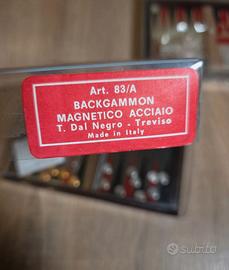 Art. 83/A
BACKGAMMON
MAGNETICO ACCIAIO
T. Dal Negro - Treviso
Made in Italy
subito